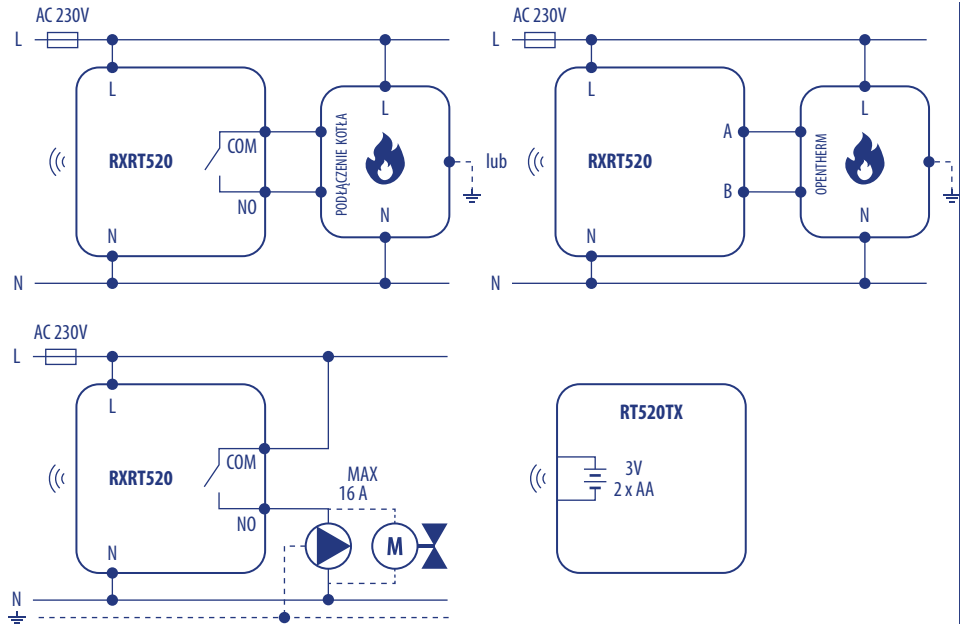 AC 230V
L
L
RXRT520
COM
NO
N
N
PODŁĄCZENIE KOTŁA
L
N
lub
AC 230V
L
L
RXRT520
A
B
N
N
OPENTHERM
L
N
AC 230V
L
L
RXRT520
COM
NO
N
N
MAX
16 A
M
RT520TX
3V
2 x AA